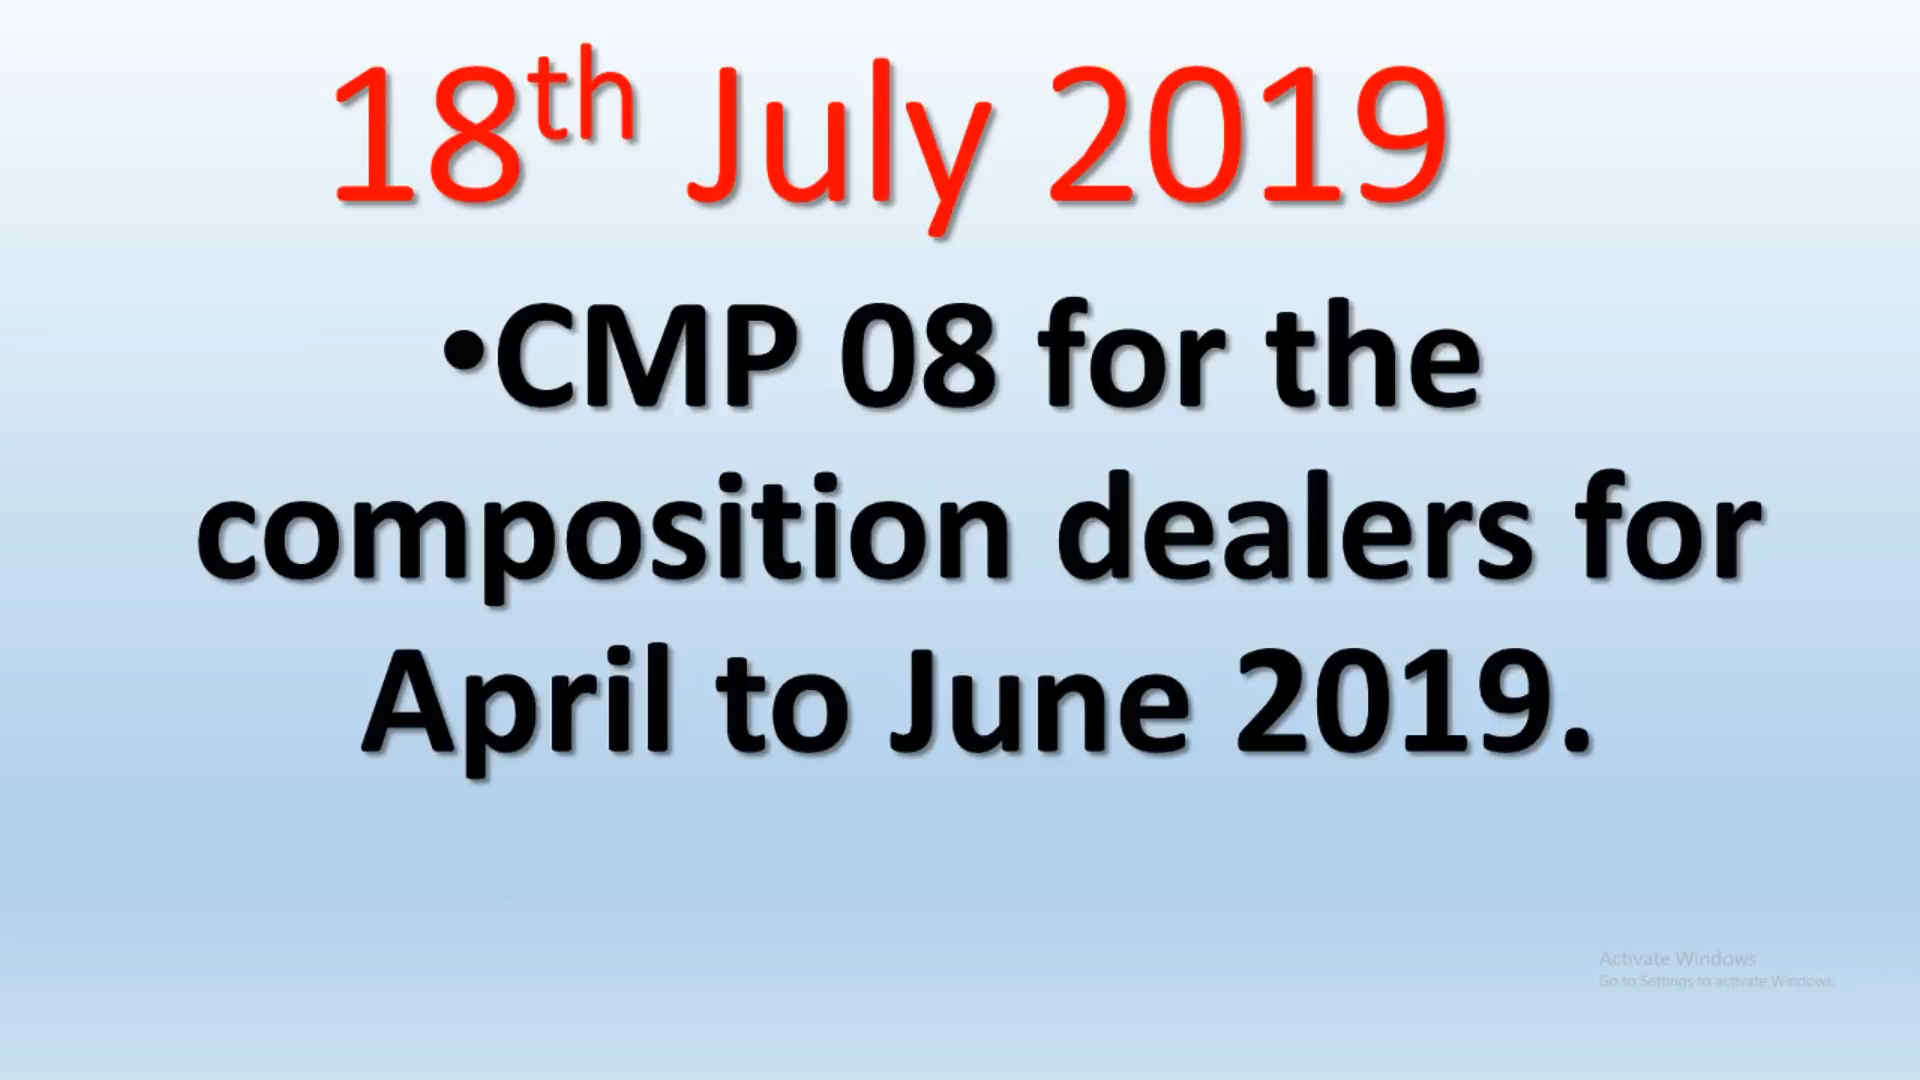 18th July 2019
•CMP 08 for the
composition dealers for
April to June 2019.
Activate Windows
Go to Settings to activate Windows.